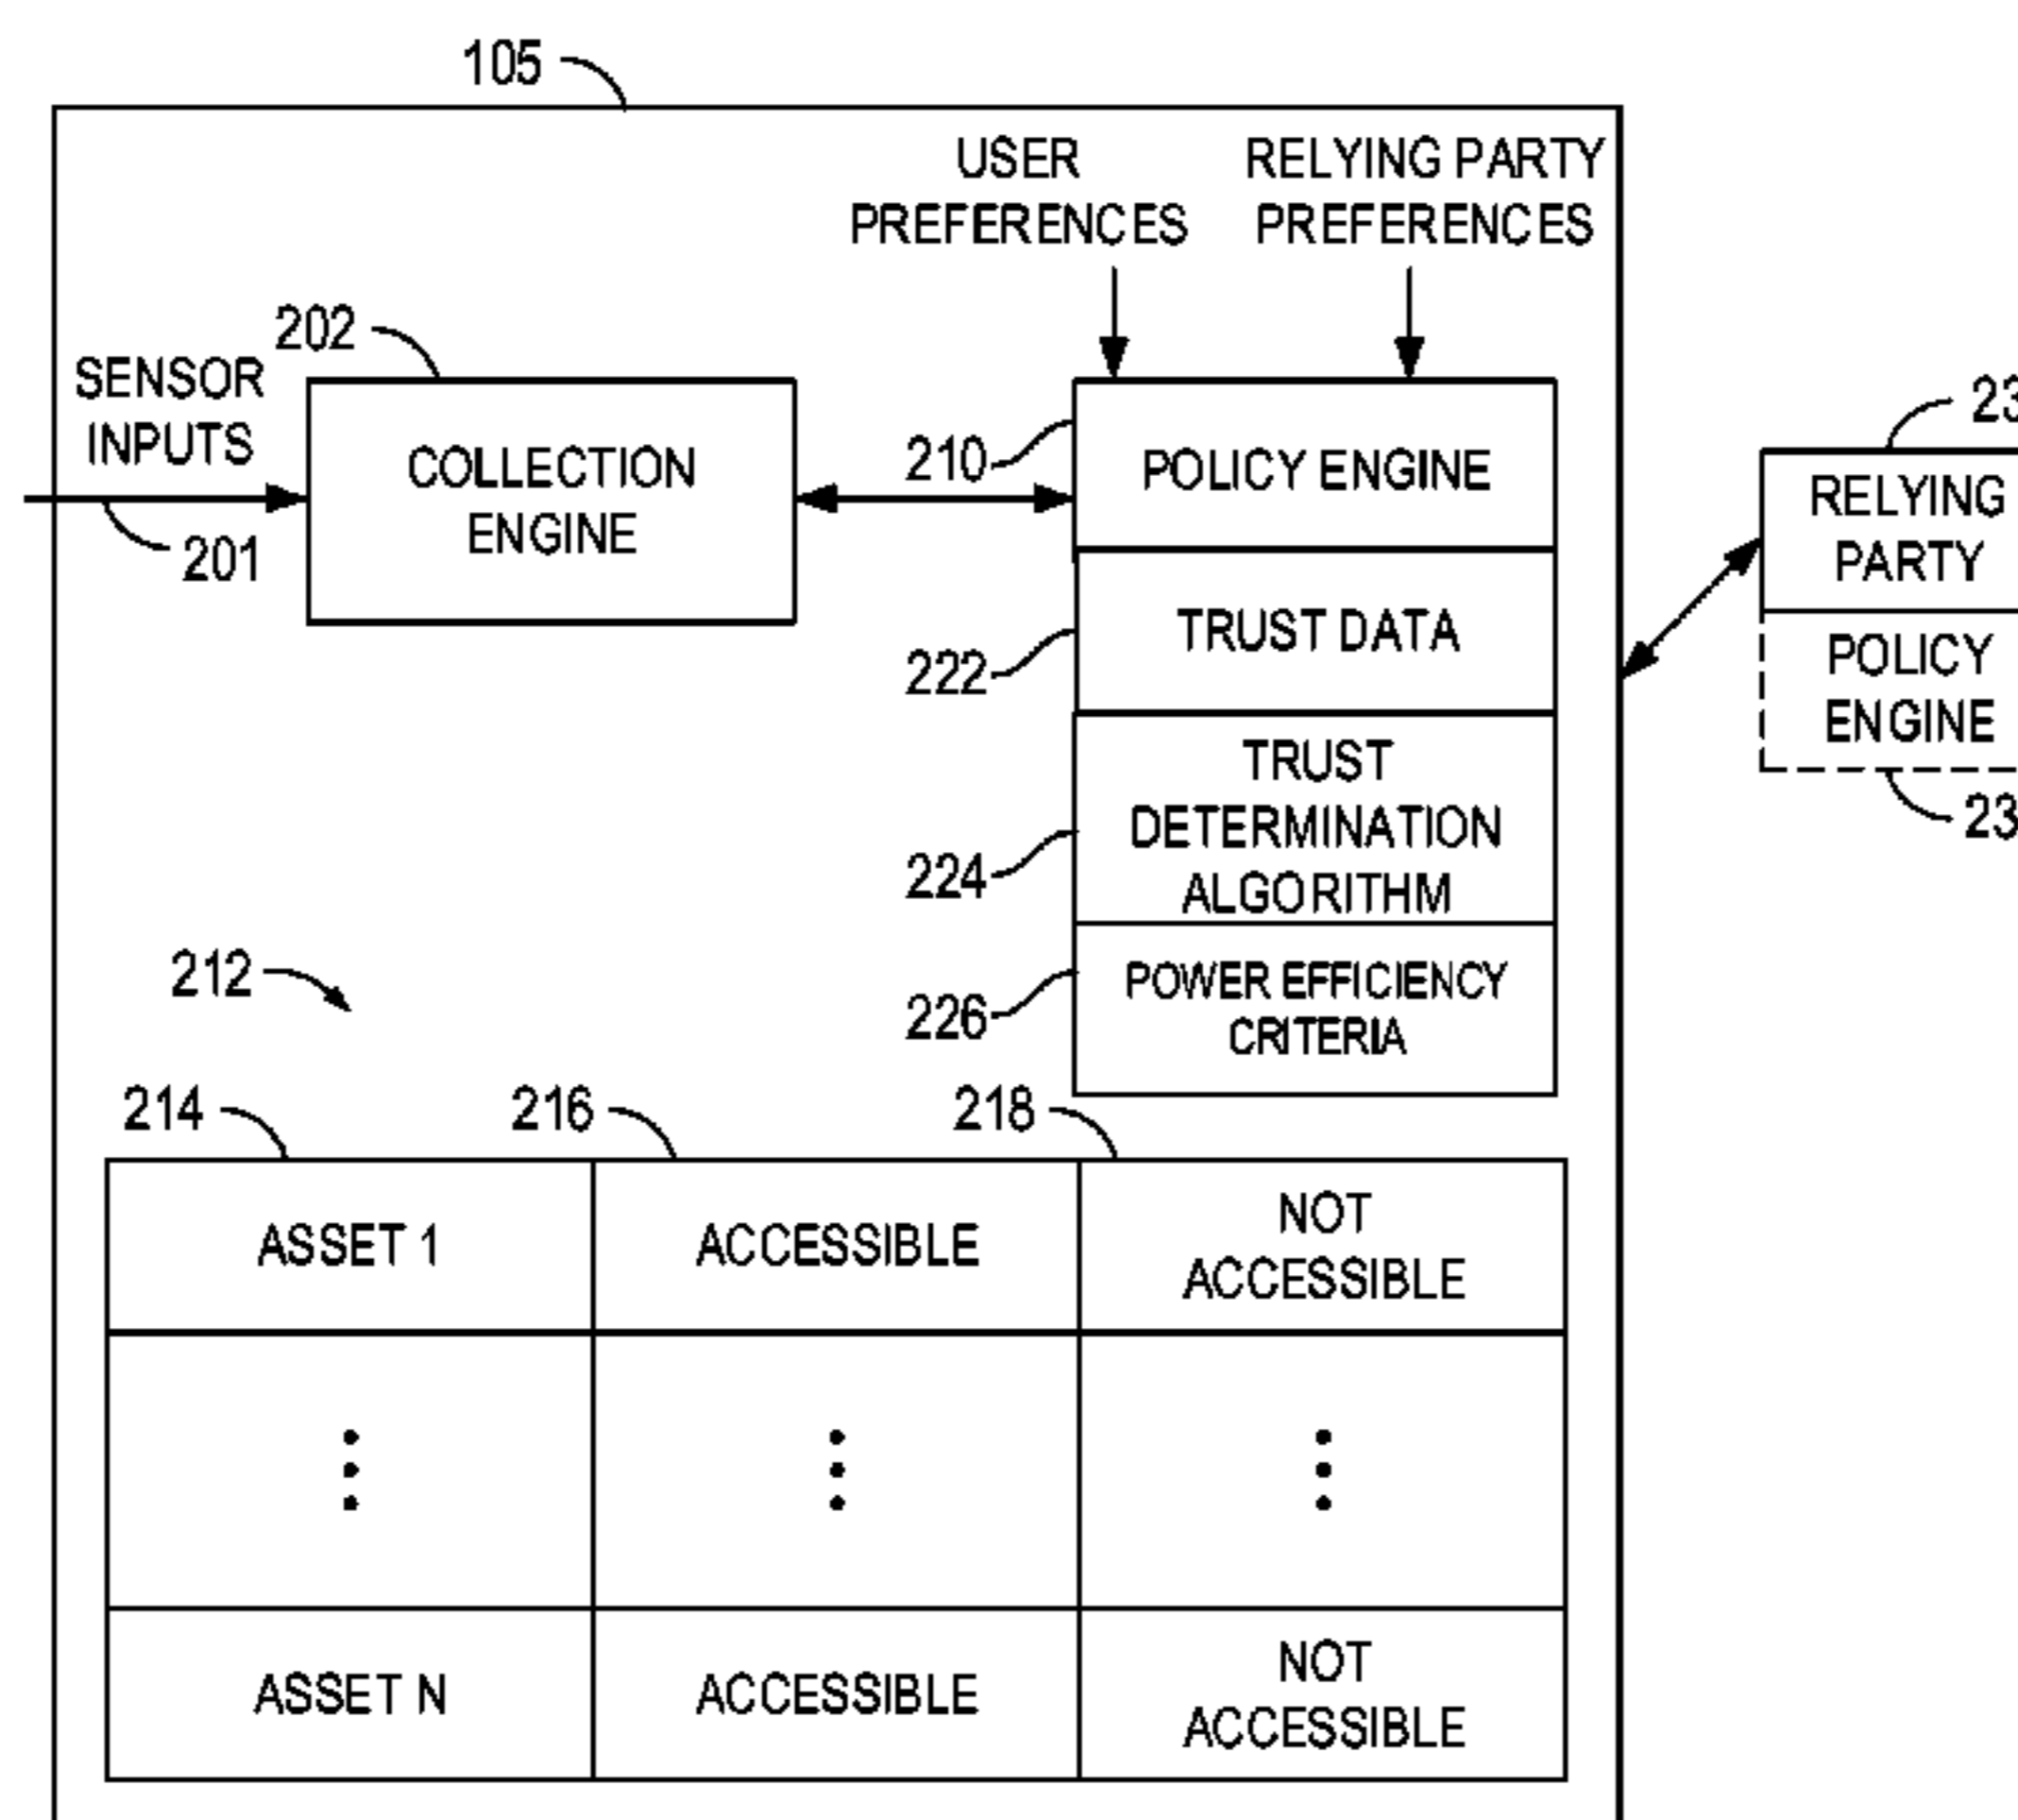 105
USER
PREFERENCES
RELYING PARTY
PREFERENCES
202
SENSOR
INPUTS
201
COLLECTION
ENGINE
210
POLICY ENGINE
222
TRUST DATA
224
TRUST
DETERMINATION
ALGORITHM
226
POWER EFFICIENCY
CRITERIA
23
RELYING
PARTY
POLICY
ENGINE
23
212
214
216
218
ASSET 1
ACCESSIBLE
NOT
ACCESSIBLE
ASSET N
ACCESSIBLE
NOT
ACCESSIBLE